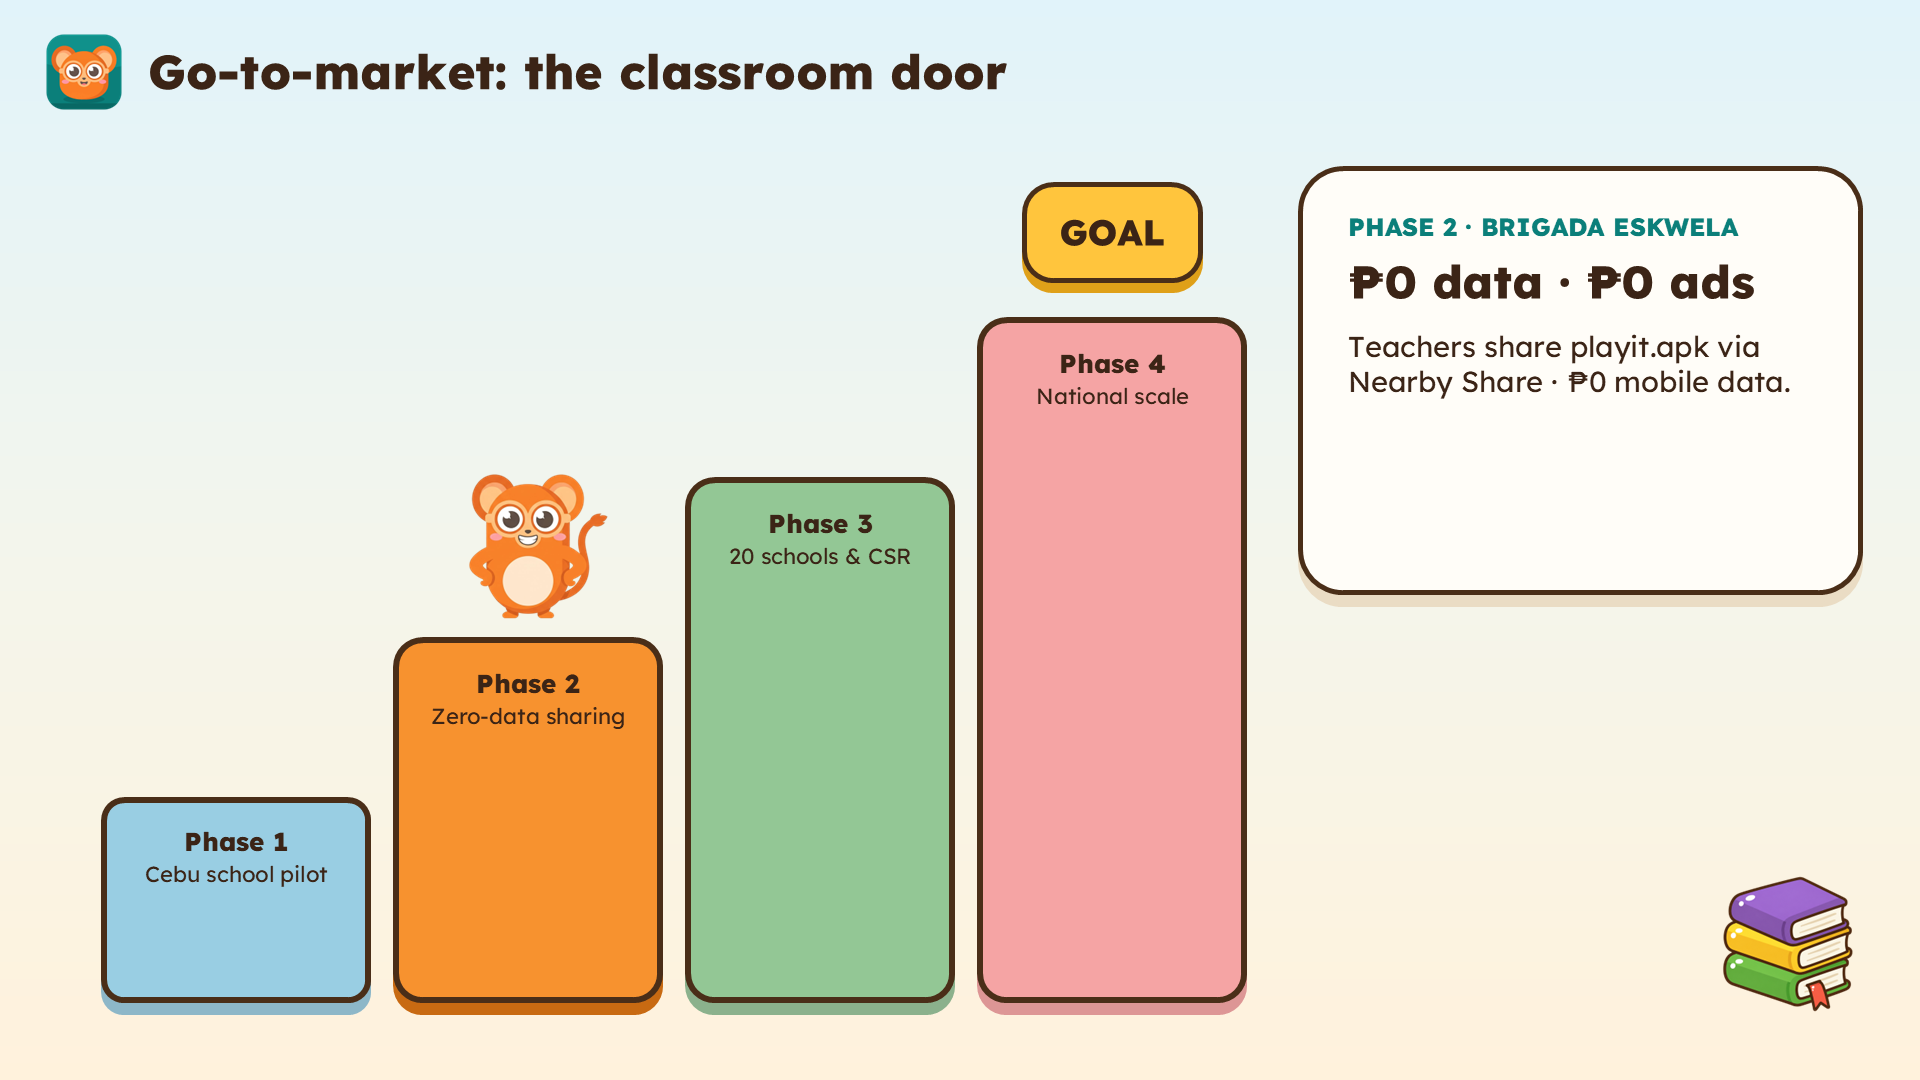 Go-to-market: the classroom door
GOAL
Phase 4
National scale
Phase 3
20 schools & CSR
Phase 2
Zero-data sharing
Phase 1
Cebu school pilot
PHASE 2 · BRIGADA ESKWELA
₱0 data · ₱0 ads
Teachers share playit.apk via
Nearby Share · ₱0 mobile data.